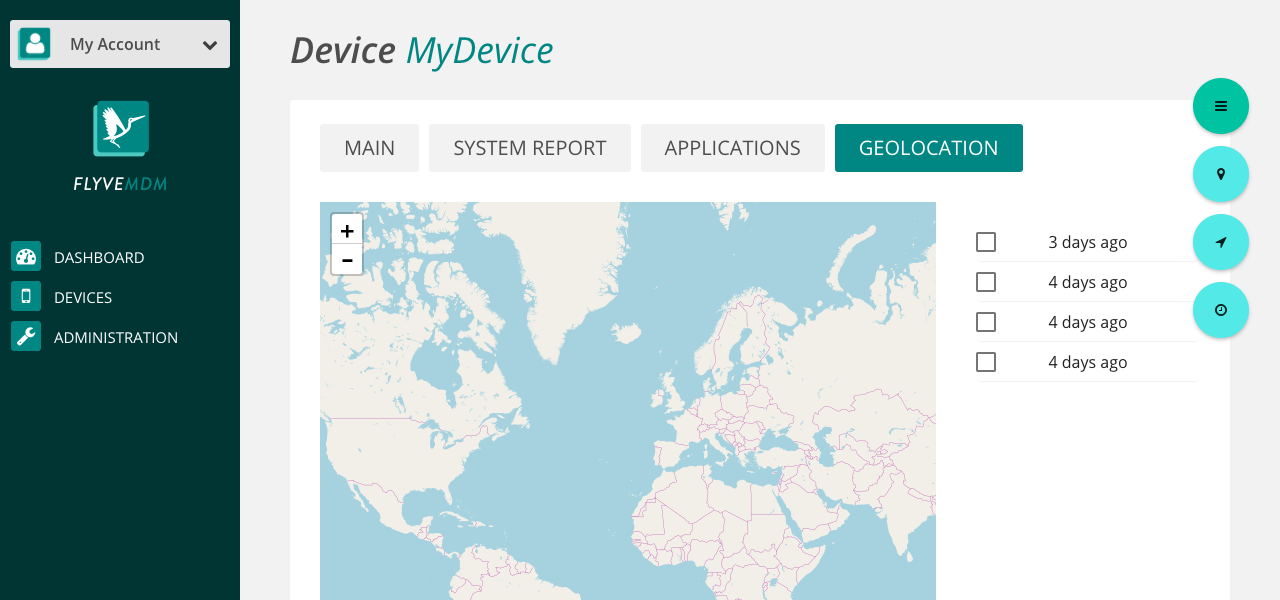 My Account
FLYVEMDM
DASHBOARD
DEVICES
ADMINISTRATION
Device MyDevice
MAIN
SYSTEM REPORT
APPLICATIONS
GEOLOCATION
+
−
3 days ago
4 days ago
4 days ago
4 days ago